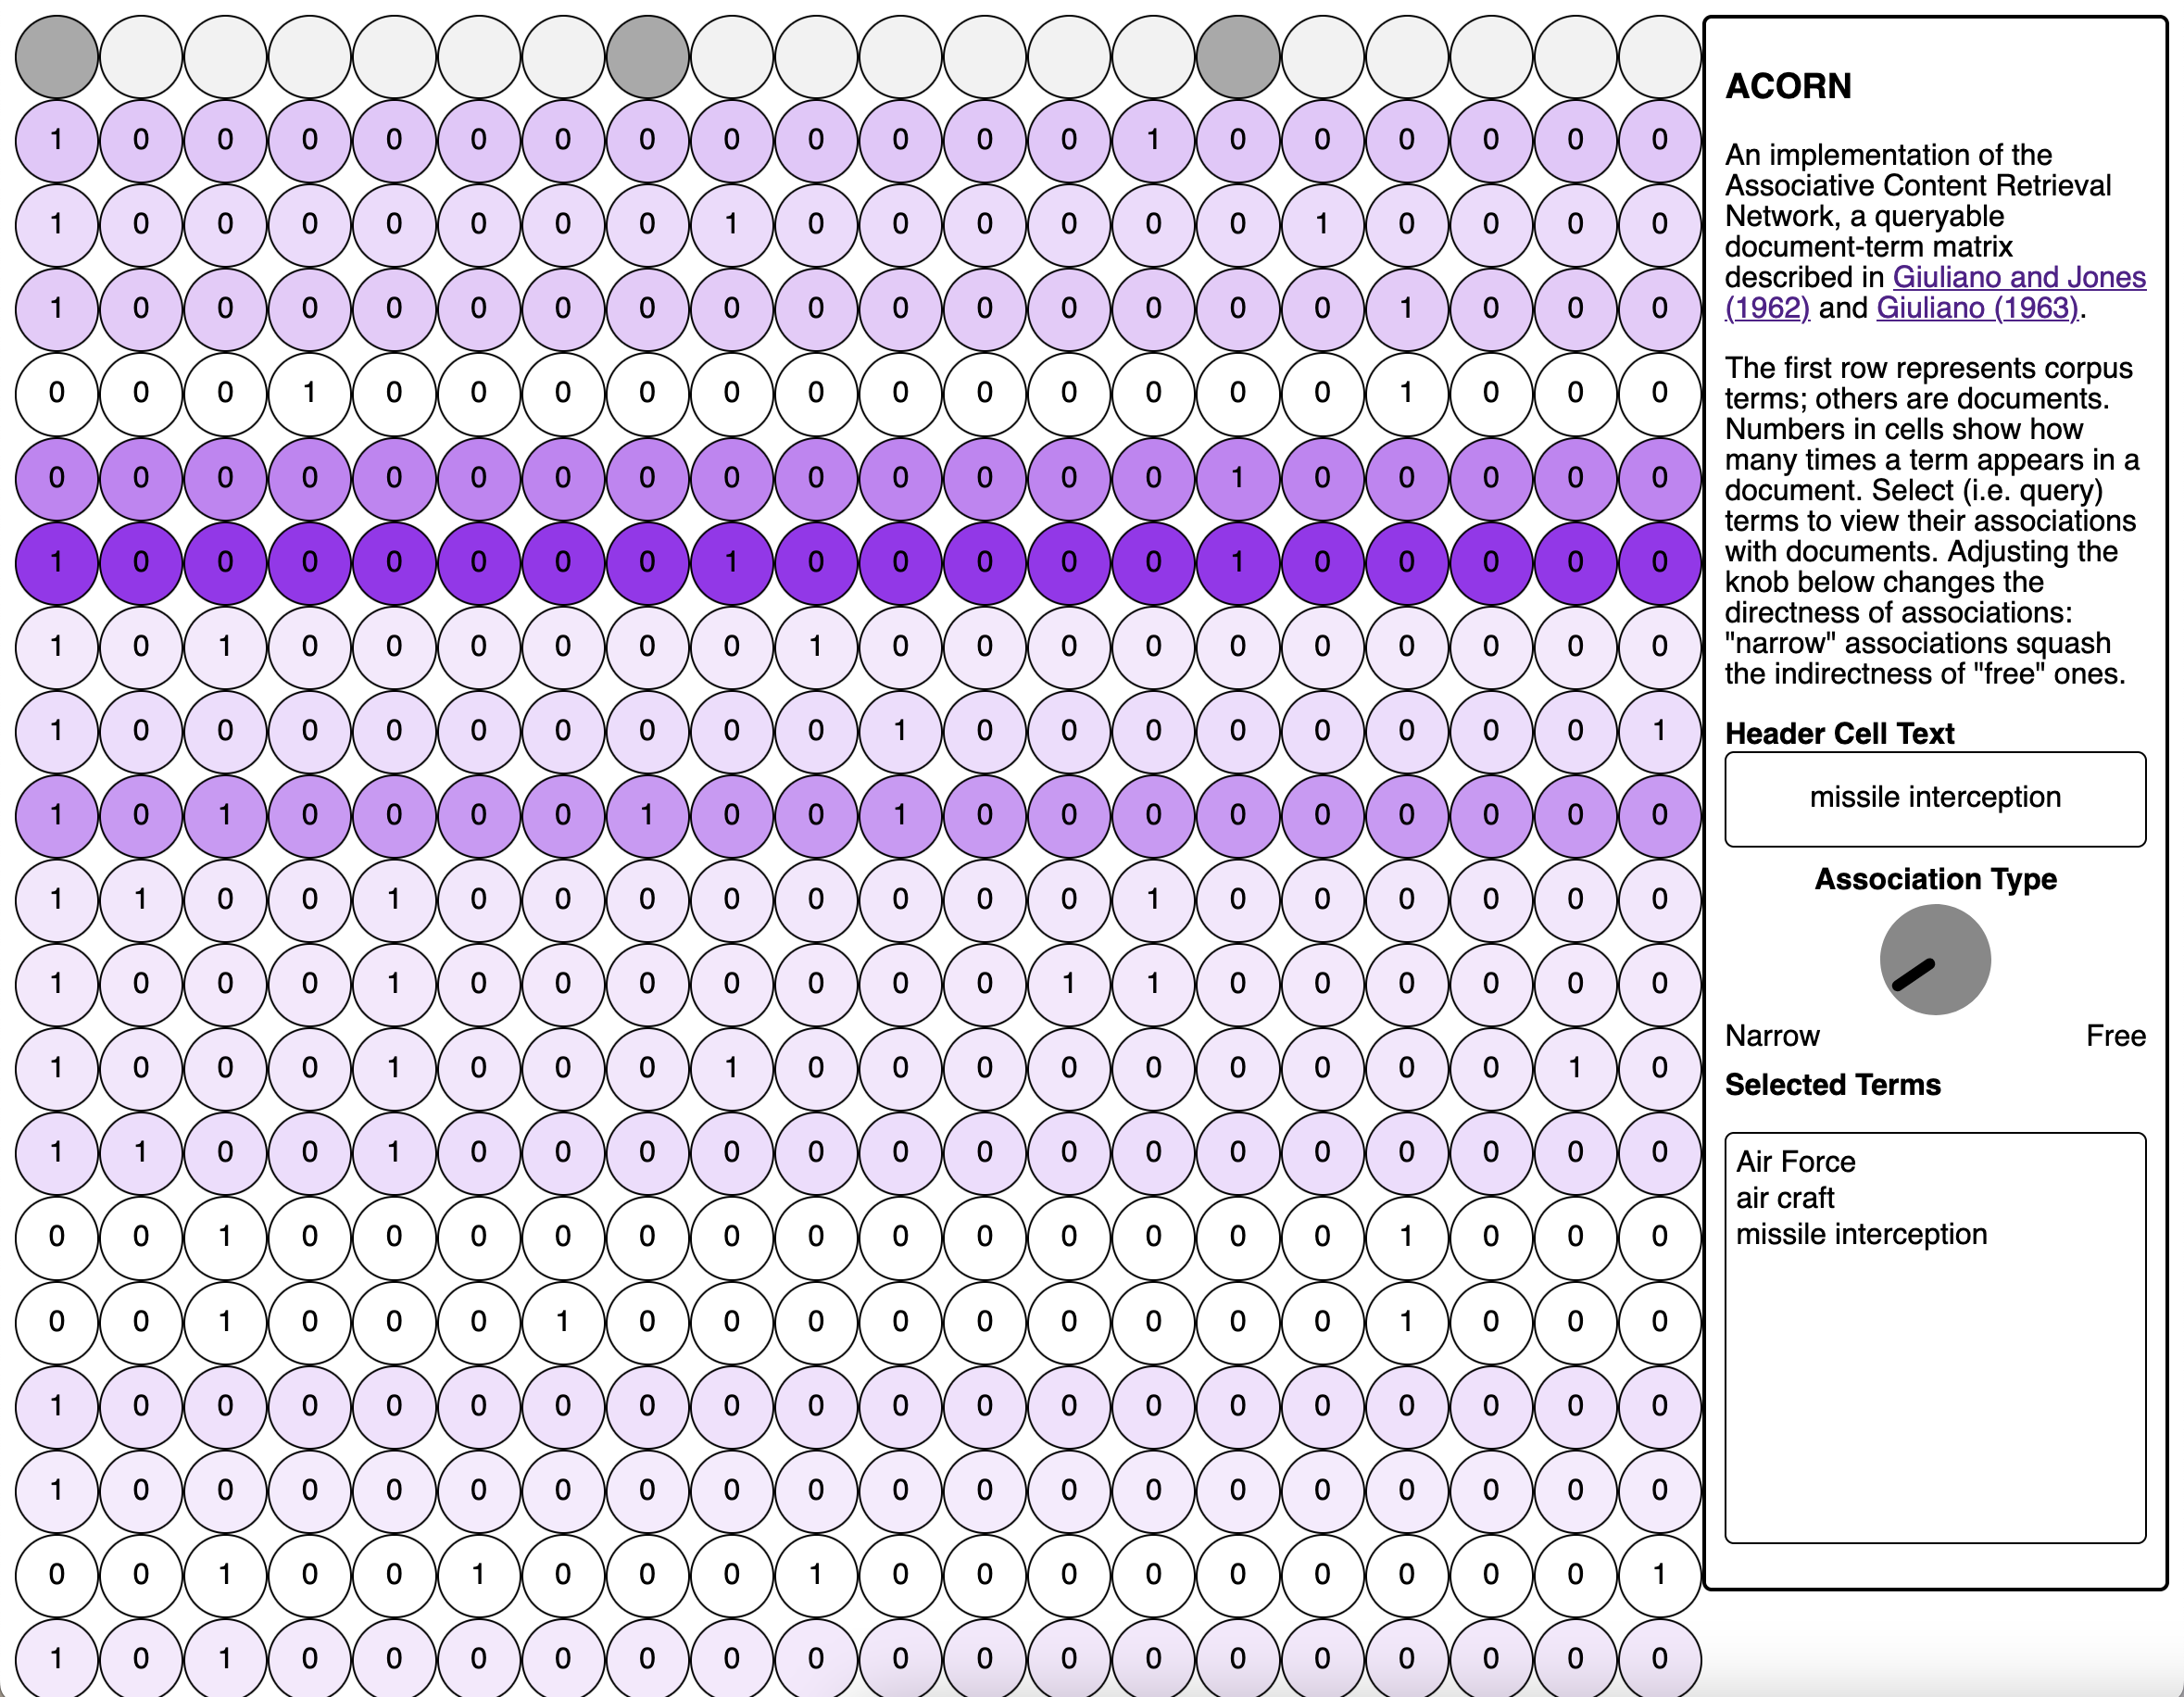 1 0 0 0 0 0 0 0 0 0 0 0 0 1 0 0 0 0 0 0
1 0 0 0 0 0 0 0 1 0 0 0 0 0 0 1 0 0 0 0
1 0 0 0 0 0 0 0 0 0 0 0 0 0 0 0 1 0 0 0
0 0 0 1 0 0 0 0 0 0 0 0 0 0 0 0 1 0 0 0
0 0 0 0 0 0 0 0 0 0 0 0 0 0 1 0 0 0 0 0
1 0 0 0 0 0 0 0 1 0 0 0 0 0 1 0 0 0 0 0
1 0 1 0 0 0 0 0 0 1 0 0 0 0 0 0 0 0 0 0
1 0 0 0 0 0 0 0 0 0 1 0 0 0 0 0 0 0 0 1
1 0 1 0 0 0 0 1 0 0 1 0 0 0 0 0 0 0 0 0
1 1 0 0 1 0 0 0 0 0 0 0 0 1 0 0 0 0 0 0
1 0 0 0 1 0 0 0 0 0 0 0 1 1 0 0 0 0 0 0
1 0 0 0 1 0 0 0 1 0 0 0 0 0 0 0 0 0 1 0
1 1 0 0 1 0 0 0 0 0 0 0 0 0 0 0 0 0 0 0
0 0 1 0 0 0 0 0 0 0 0 0 0 0 0 0 1 0 0 0
0 0 1 0 0 0 1 0 0 0 0 0 0 0 0 0 1 0 0 0
1 0 0 0 0 0 0 0 0 0 0 0 0 0 0 0 0 0 0 0
1 0 0 0 0 0 0 0 0 0 0 0 0 0 0 0 0 0 0 0
0 0 1 0 0 1 0 0 0 1 0 0 0 0 0 0 0 0 0 1
1 0 1 0 0 0 0 0 0 0 0 0 0 0 0 0 0 0 0 0
ACORN
An implementation of the
Associative Content Retrieval
Network, a queryable
document-term matrix
described in Giuliano and Jones
(1962) and Giuliano (1963).
The first row represents corpus
terms; others are documents.
Numbers in cells show how
many times a term appears in a
document. Select (i.e. query)
terms to view their associations
with documents. Adjusting the
knob below changes the
directness of associations:
"narrow" associations squash
the indirectness of "free" ones.
Header Cell Text
missile interception
Association Type
Narrow Free
Selected Terms
Air Force
air craft
missile interception